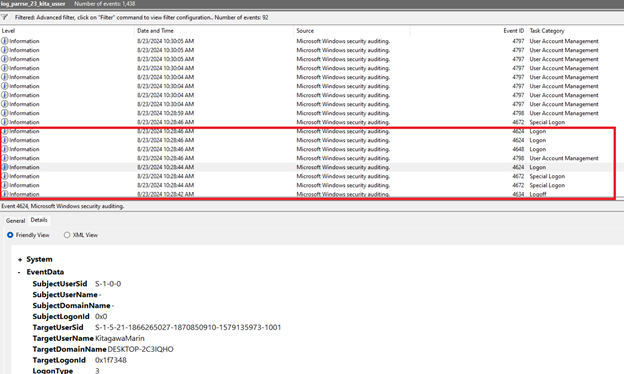 log_parrse_23_kita_usser Number of events: 1,438
Filtered: Advanced filter, click on "Filter" command to view filter configuration.. Number of events: 92
Level Date and Time Source Event ID Task Category
Information 8/23/2024 10:30:05 AM Microsoft Windows security auditing. 4797 User Account Management
Information 8/23/2024 10:30:05 AM Microsoft Windows security auditing. 4797 User Account Management
Information 8/23/2024 10:30:05 AM Microsoft Windows security auditing. 4797 User Account Management
Information 8/23/2024 10:30:04 AM Microsoft Windows security auditing. 4797 User Account Management
Information 8/23/2024 10:30:04 AM Microsoft Windows security auditing. 4797 User Account Management
Information 8/23/2024 10:30:04 AM Microsoft Windows security auditing. 4797 User Account Management
Information 8/23/2024 10:30:04 AM Microsoft Windows security auditing. 4797 User Account Management
Information 8/23/2024 10:30:04 AM Microsoft Windows security auditing. 4797 User Account Management
Information 8/23/2024 10:28:59 AM Microsoft Windows security auditing. 4798 User Account Management
Information 8/23/2024 10:28:46 AM Microsoft Windows security auditing. 4672 Special Logon
Information 8/23/2024 10:28:46 AM Microsoft Windows security auditing. 4624 Logon
Information 8/23/2024 10:28:46 AM Microsoft Windows security auditing. 4624 Logon
Information 8/23/2024 10:28:46 AM Microsoft Windows security auditing. 4648 Logon
Information 8/23/2024 10:28:46 AM Microsoft Windows security auditing. 4798 User Account Management
Information 8/23/2024 10:28:44 AM Microsoft Windows security auditing. 4624 Logon
Information 8/23/2024 10:28:44 AM Microsoft Windows security auditing. 4672 Special Logon
Information 8/23/2024 10:28:44 AM Microsoft Windows security auditing. 4672 Special Logon
Information 8/23/2024 10:28:42 AM Microsoft Windows security auditing. 4634 Logoff
Event 4624, Microsoft Windows security auditing.
General Details
Friendly View XML View
+ System
- EventData
SubjectUserSid S-1-0-0
SubjectUserName -
SubjectDomainName -
SubjectLogonId 0x0
TargetUserSid S-1-5-21-1866265027-1870850910-1579135973-1001
TargetUserName KitagawaMarin
TargetDomainName DESKTOP-2C3IQHO
TargetLogonId 0x1f7348
LogonType 3